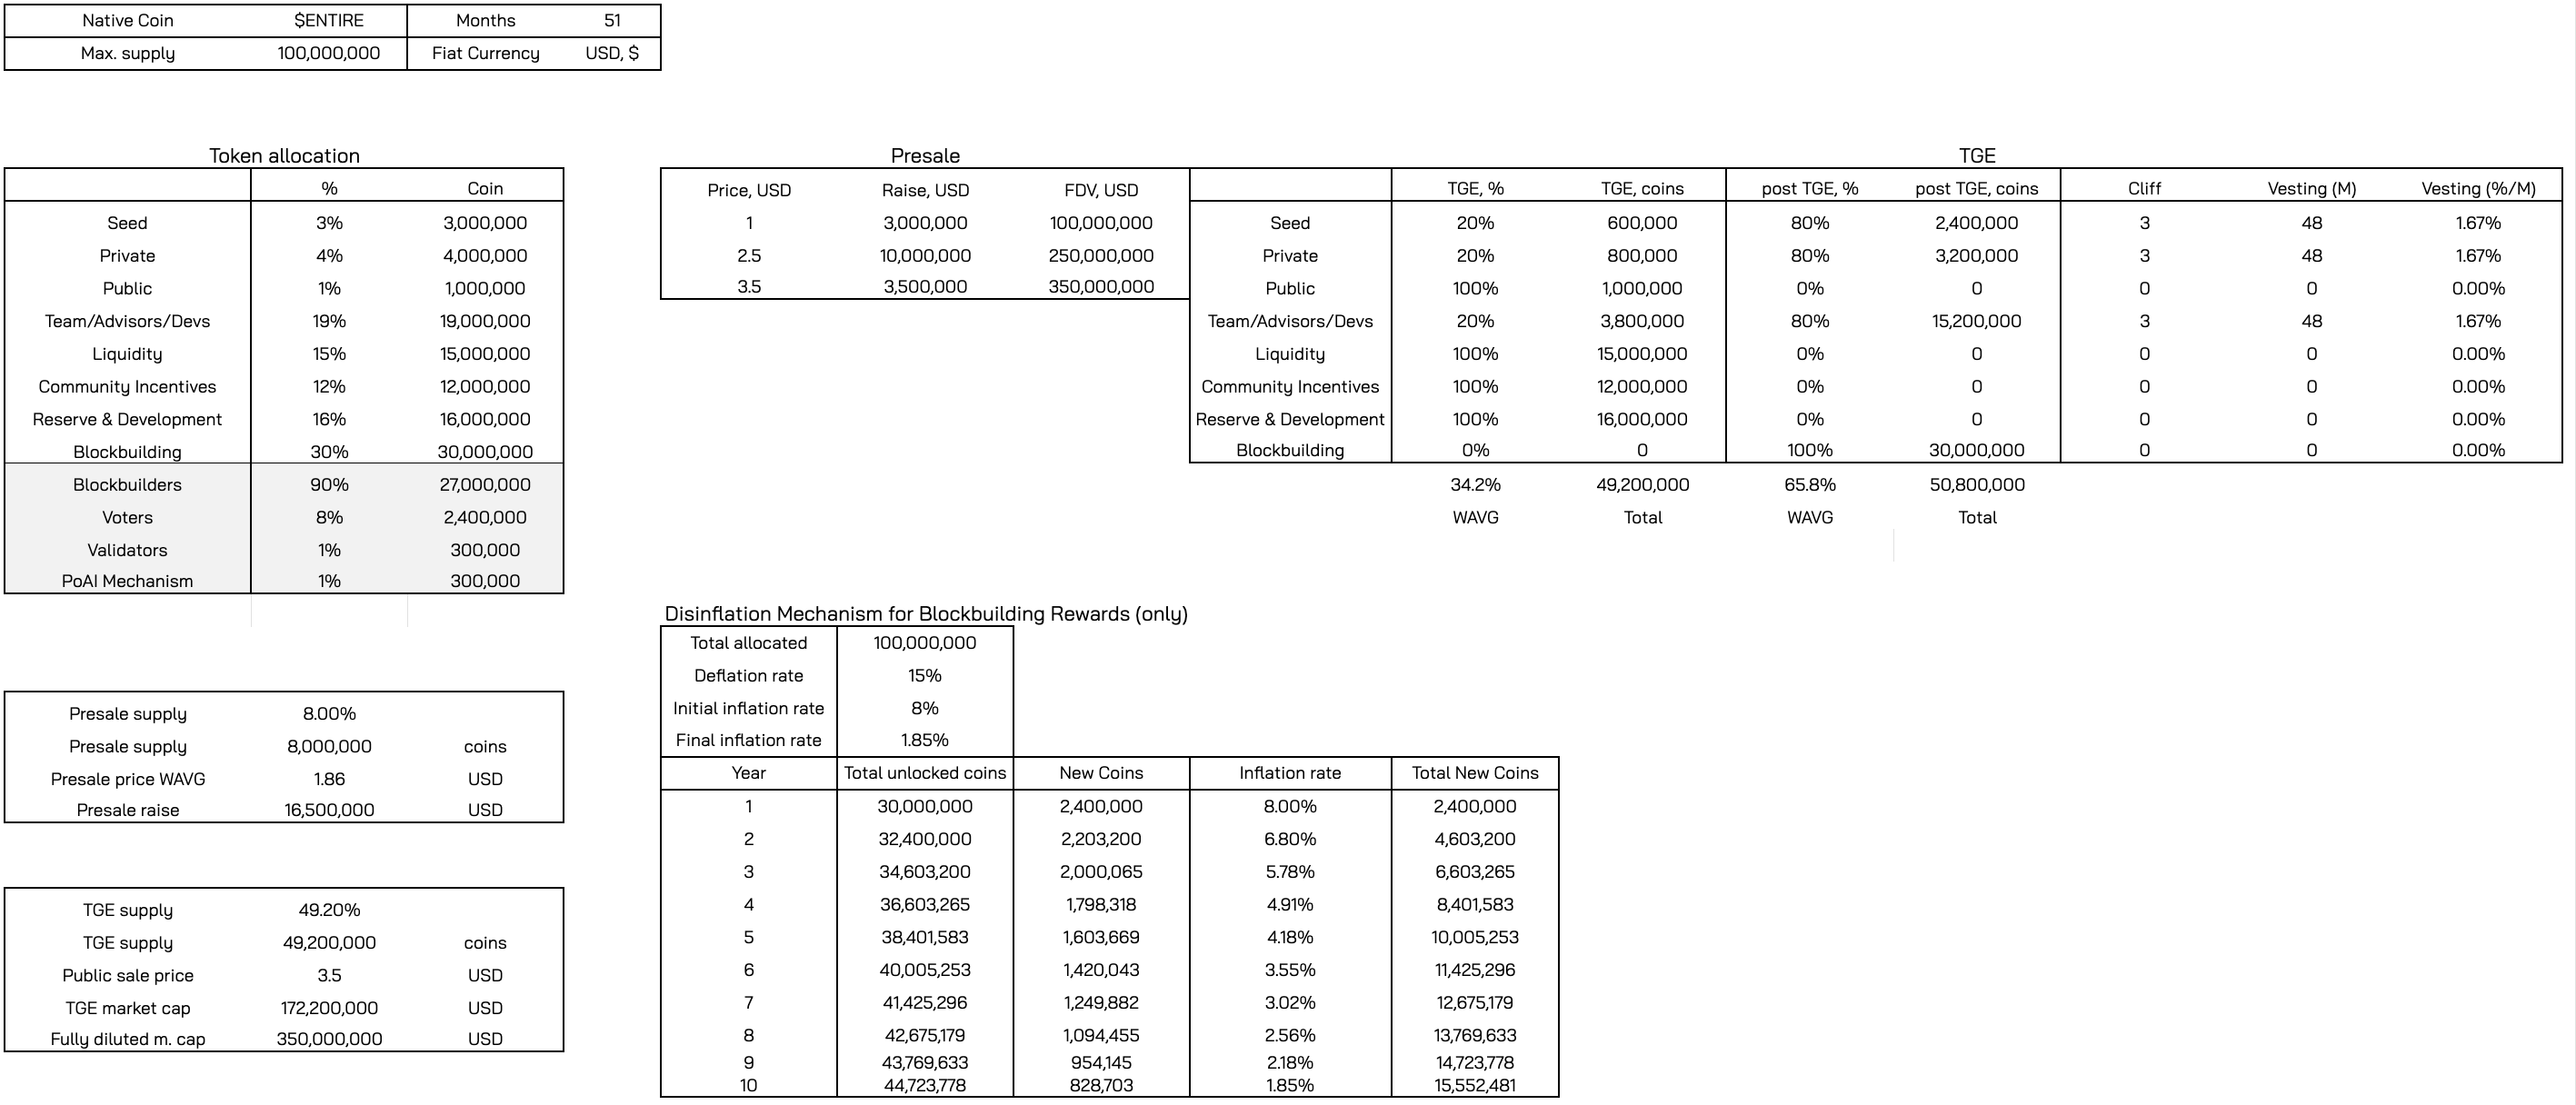 Native Coin $ENTIRE Months 51
Max. supply 100,000,000 Fiat Currency USD, $
Token allocation
% Coin
Seed 3% 3,000,000
Private 4% 4,000,000
Public 1% 1,000,000
Team/Advisors/Devs 19% 19,000,000
Liquidity 15% 15,000,000
Community Incentives 12% 12,000,000
Reserve & Development 16% 16,000,000
Blockbuilding 30% 30,000,000
Blockbuilders 90% 27,000,000
Voters 8% 2,400,000
Validators 1% 300,000
PoAI Mechanism 1% 300,000
Presale
Price, USD Raise, USD FDV, USD
1 3,000,000 100,000,000
2.5 10,000,000 250,000,000
3.5 3,500,000 350,000,000
TGE
TGE, % TGE, coins post TGE, % post TGE, coins Cliff Vesting (M) Vesting (%/M)
Seed 20% 600,000 80% 2,400,000 3 48 1.67%
Private 20% 800,000 80% 3,200,000 3 48 1.67%
Public 100% 1,000,000 0% 0 0 0 0.00%
Team/Advisors/Devs 20% 3,800,000 80% 15,200,000 3 48 1.67%
Liquidity 100% 15,000,000 0% 0 0 0 0.00%
Community Incentives 100% 12,000,000 0% 0 0 0 0.00%
Reserve & Development 100% 16,000,000 0% 0 0 0 0.00%
Blockbuilding 0% 0 100% 30,000,000 0 0 0.00%
34.2% 49,200,000 65.8% 50,800,000
WAVG Total WAVG Total
Presale supply 8.00%
Presale supply 8,000,000 coins
Presale price WAVG 1.86 USD
Presale raise 16,500,000 USD
TGE supply 49.20%
TGE supply 49,200,000 coins
Public sale price 3.5 USD
TGE market cap 172,200,000 USD
Fully diluted m. cap 350,000,000 USD
Disinflation Mechanism for Blockbuilding Rewards (only)
Total allocated 100,000,000
Deflation rate 15%
Initial inflation rate 8%
Final inflation rate 1.85%
Year Total unlocked coins New Coins Inflation rate Total New Coins
1 30,000,000 2,400,000 8.00% 2,400,000
2 32,400,000 2,203,200 6.80% 4,603,200
3 34,603,200 2,000,065 5.78% 6,603,265
4 36,603,265 1,798,318 4.91% 8,401,583
5 38,401,583 1,603,669 4.18% 10,005,253
6 40,005,253 1,420,043 3.55% 11,425,296
7 41,425,296 1,249,882 3.02% 12,675,179
8 42,675,179 1,094,455 2.56% 13,769,633
9 43,769,633 954,145 2.18% 14,723,778
10 44,723,778 828,703 1.85% 15,552,481